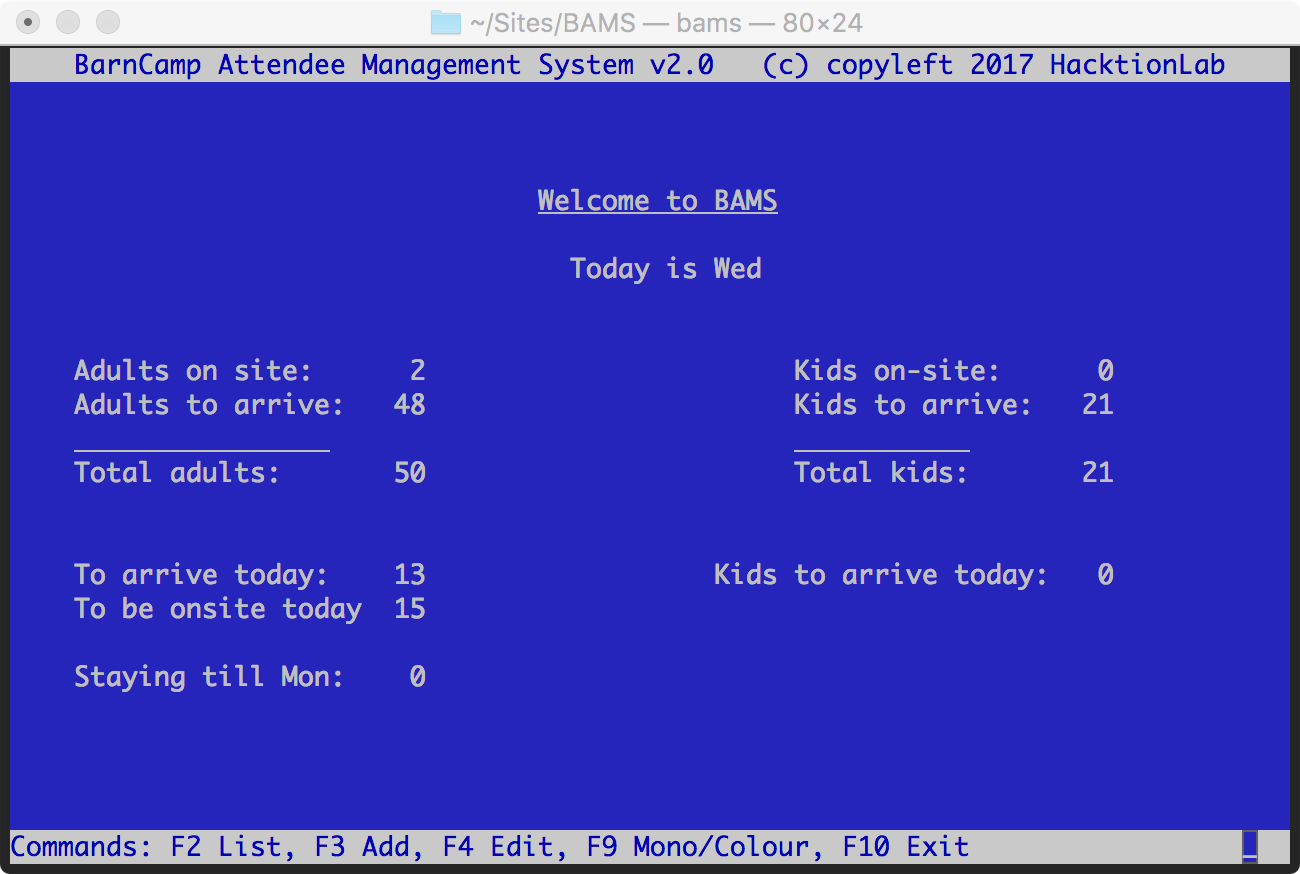 ~/Sites/BAMS — bams — 80×24
BarnCamp Attendee Management System v2.0   (c) copyleft 2017 HacktionLab
Welcome to BAMS
Today is Wed
Adults on site:      2                       Kids on-site:      0
Adults to arrive:   48                       Kids to arrive:   21
Total adults:       50                       Total kids:       21
To arrive today:    13                  Kids to arrive today:   0
To be onsite today  15
Staying till Mon:    0
Commands: F2 List, F3 Add, F4 Edit, F9 Mono/Colour, F10 Exit